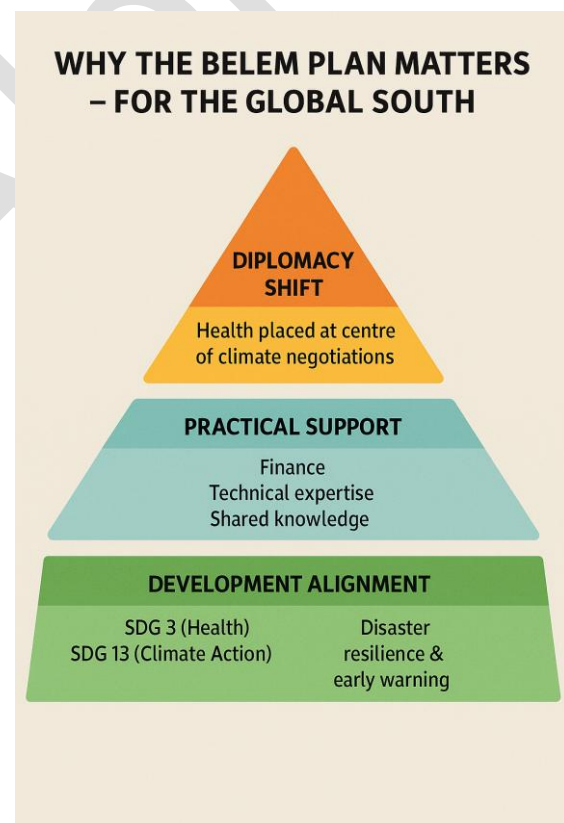 WHY THE BELEM PLAN MATTERS
– FOR THE GLOBAL SOUTH
DIPLOMACY
SHIFT
Health placed at centre
of climate negotiations
PRACTICAL SUPPORT
Finance
Technical expertise
Shared knowledge
DEVELOPMENT ALIGNMENT
SDG 3 (Health)
SDG 13 (Climate Action)
Disaster
resilience &
early warning